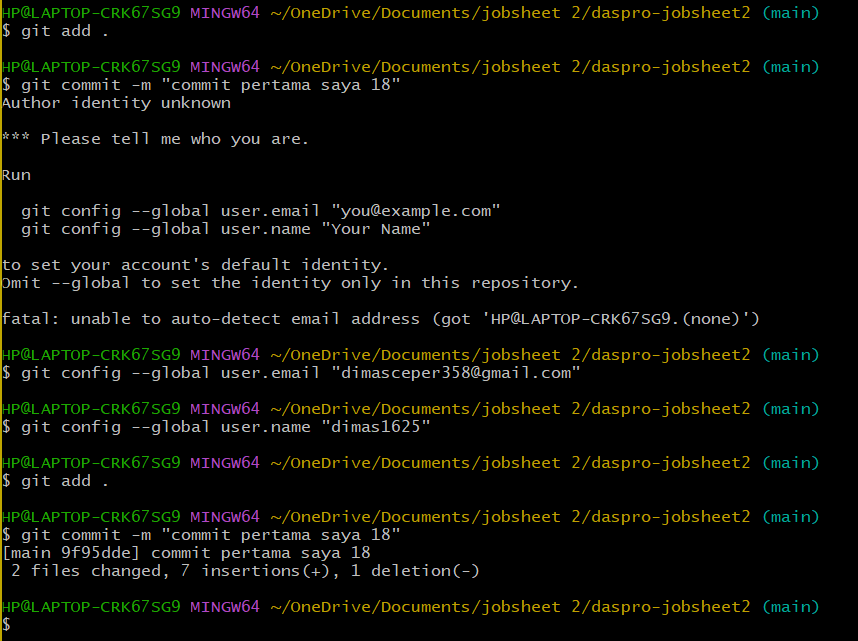 HP@LAPTOP-CRK67SG9 MINGW64 ~/OneDrive/Documents/jobsheet 2/daspro-jobsheet2 (main)
$ git add .
HP@LAPTOP-CRK67SG9 MINGW64 ~/OneDrive/Documents/jobsheet 2/daspro-jobsheet2 (main)
$ git commit -m "commit pertama saya 18"
Author identity unknown
*** Please tell me who you are.
Run
git config --global user.email "you@example.com"
git config --global user.name "Your Name"
to set your account's default identity.
Omit --global to set the identity only in this repository.
fatal: unable to auto-detect email address (got 'HP@LAPTOP-CRK67SG9.(none)')
HP@LAPTOP-CRK67SG9 MINGW64 ~/OneDrive/Documents/jobsheet 2/daspro-jobsheet2 (main)
$ git config --global user.email "dimasceper358@gmail.com"
HP@LAPTOP-CRK67SG9 MINGW64 ~/OneDrive/Documents/jobsheet 2/daspro-jobsheet2 (main)
$ git config --global user.name "dimas1625"
HP@LAPTOP-CRK67SG9 MINGW64 ~/OneDrive/Documents/jobsheet 2/daspro-jobsheet2 (main)
$ git add .
HP@LAPTOP-CRK67SG9 MINGW64 ~/OneDrive/Documents/jobsheet 2/daspro-jobsheet2 (main)
$ git commit -m "commit pertama saya 18"
[main 9f95dde] commit pertama saya 18
2 files changed, 7 insertions(+), 1 deletion(-)
HP@LAPTOP-CRK67SG9 MINGW64 ~/OneDrive/Documents/jobsheet 2/daspro-jobsheet2 (main)
$